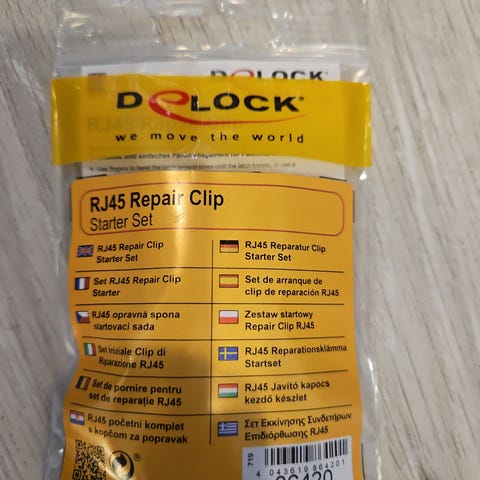 DELOCK
DeLOCK®
we move the world
RJ45 Repair Clip
Starter Set
RJ45 Repair Clip
Starter Set
RJ45 Reparatur Clip
Starter Set
Set RJ45 Repair Clip
Starter
Set de arranque de
clip de reparación RJ45
RJ45 opravná spona
startovací sada
Zestaw startowy
Repair Clip RJ45
Set Iniziale Clip di
Riparazione RJ45
RJ45 Reparationsklämma
Startset
Set de pornire pentru
set de reparație RJ45
RJ45 Javító kapocs
kezdő készlet
RJ45 početni komplet
s kopčom za popravak
Σετ Εκκίνησης Συνδετήρων
Επιδιόρθωσης RJ45
719
4 043619 864201
86420